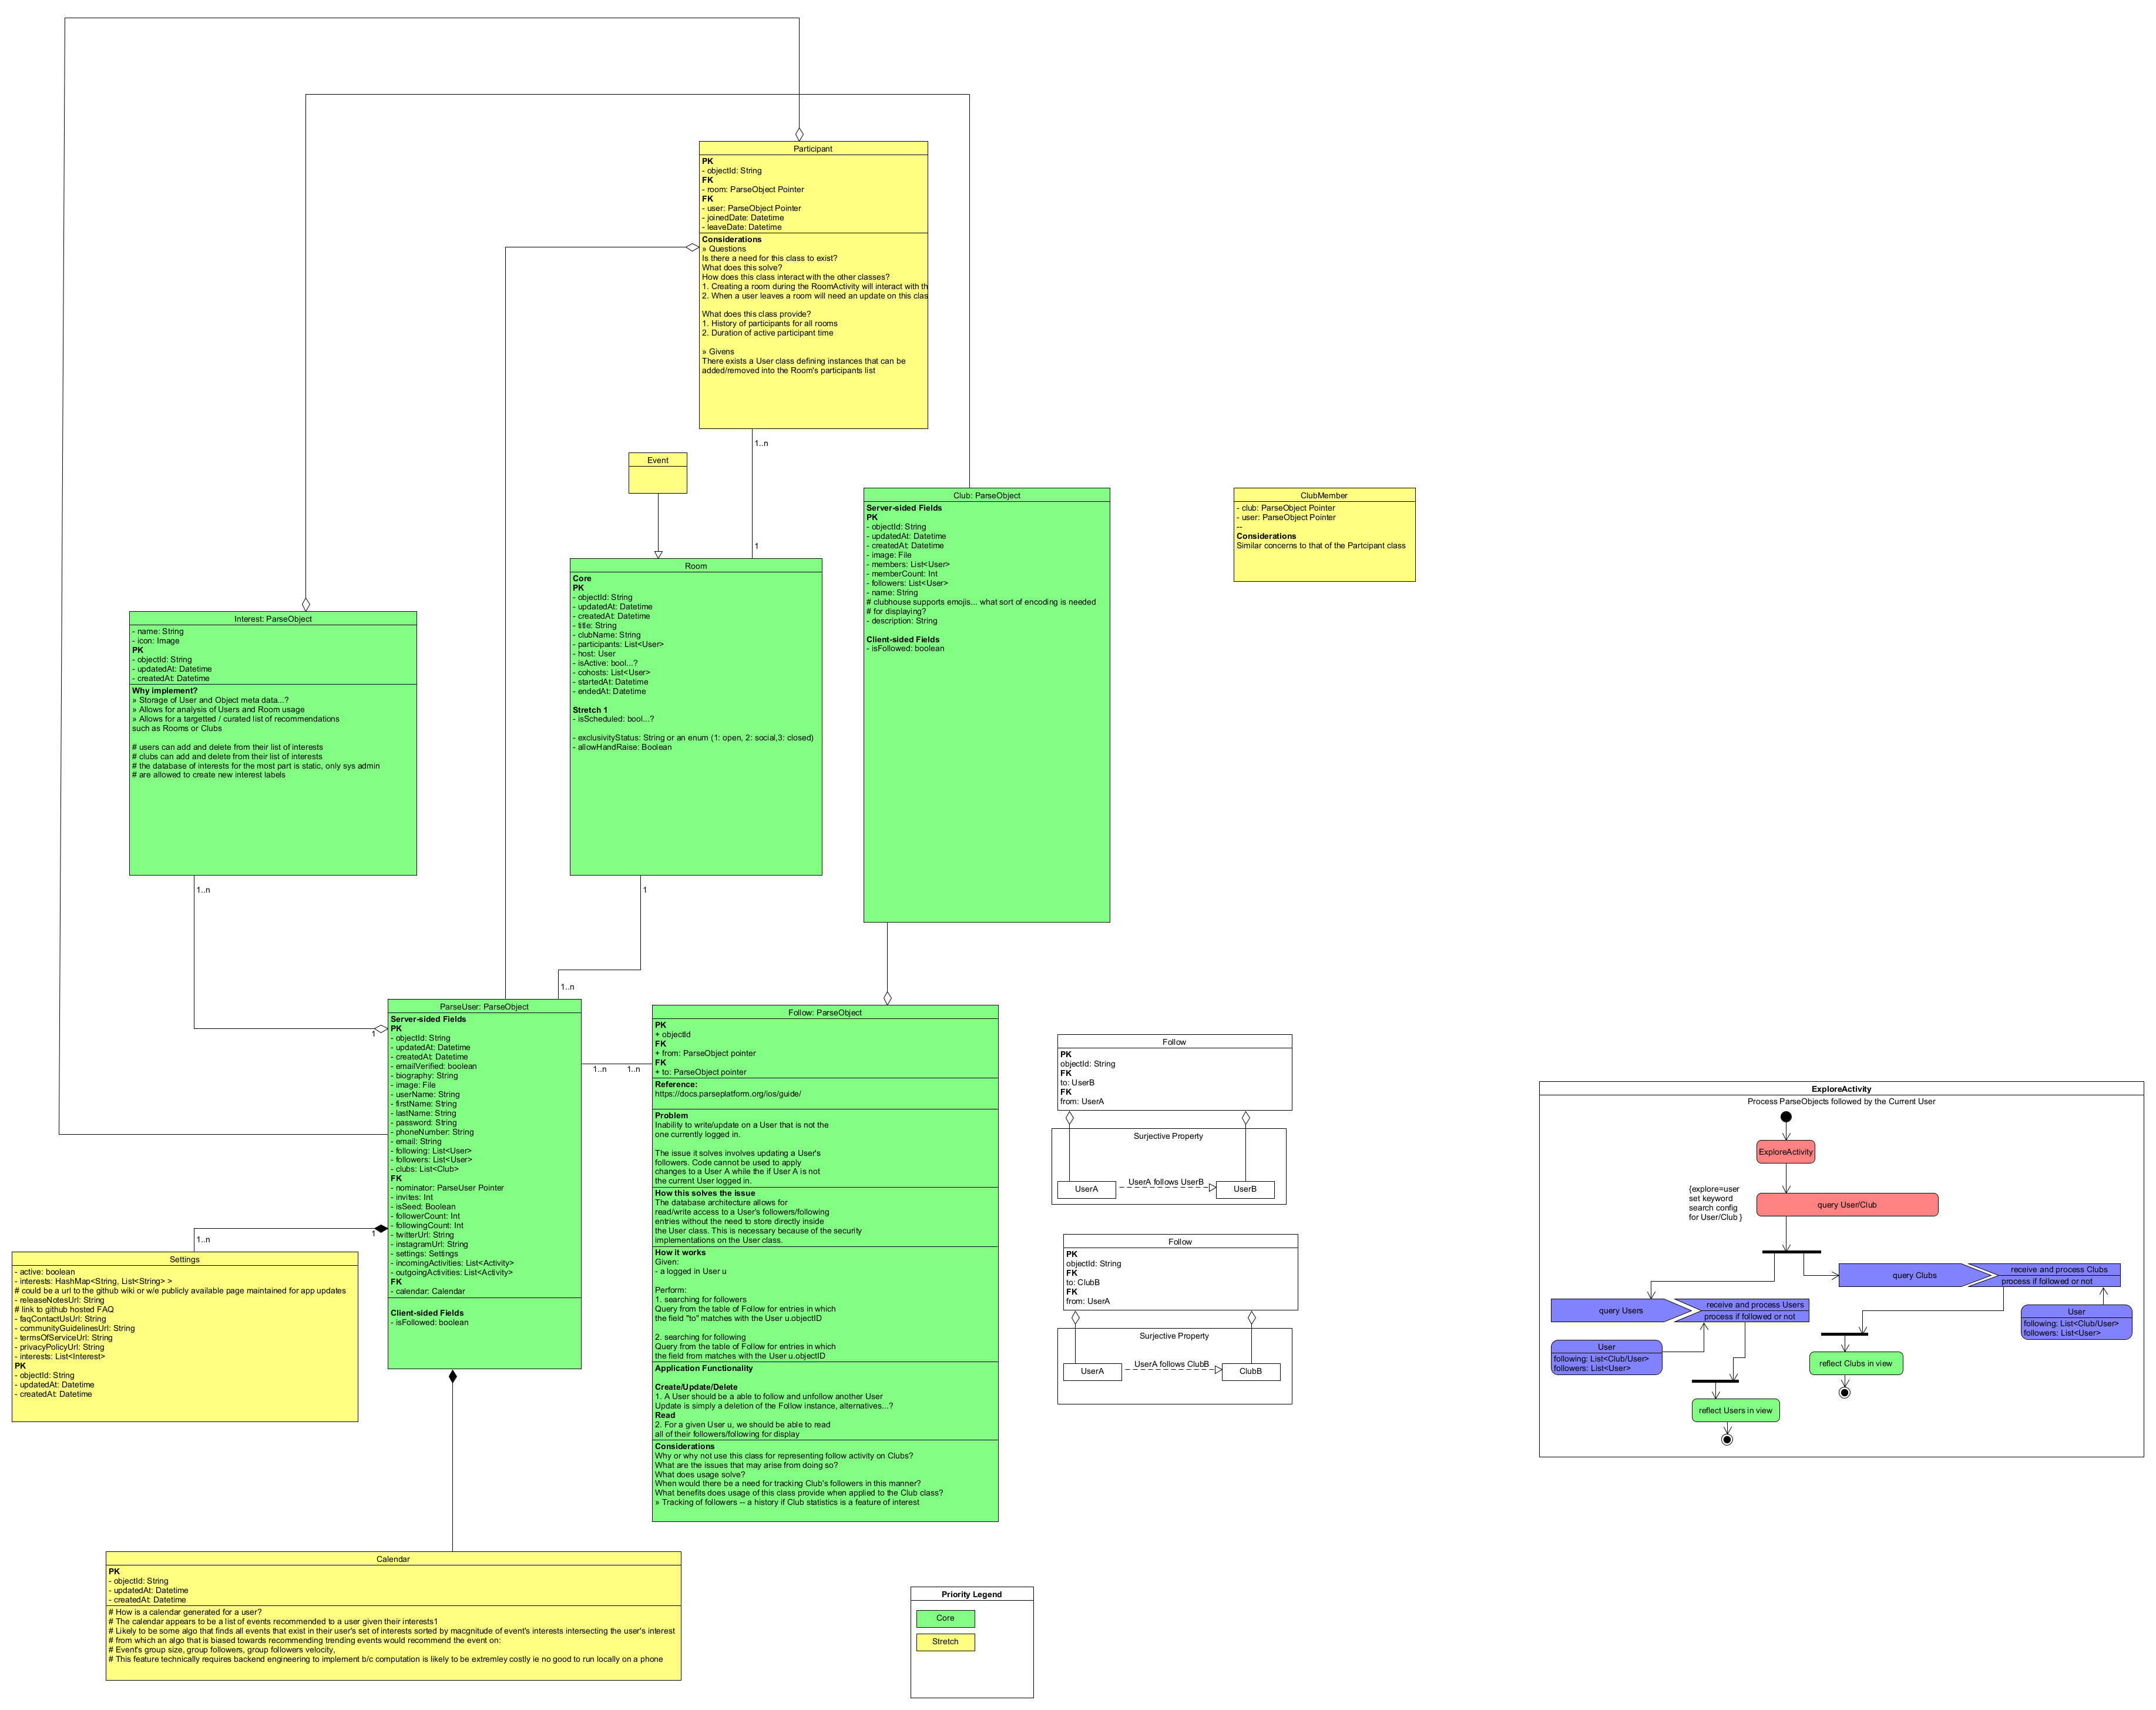 Participant
PK
- objectId: String
FK
- room: ParseObject Pointer
FK
- user: ParseObject Pointer
- joinedDate: Datetime
- leaveDate: Datetime
Considerations
» Questions
Is there a need for this class to exist?
What does this solve?
How does this class interact with the other classes?
1. Creating a room during the RoomActivity will interact with th
2. When a user leaves a room will need an update on this clas
What does this class provide?
1. History of participants for all rooms
2. Duration of active participant time
» Givens
There exists a User class defining instances that can be
added/removed into the Room's participants list
1..n
1
Event
Room
Core
PK
- objectId: String
- updatedAt: Datetime
- createdAt: Datetime
- title: String
- clubName: String
- participants: List<User>
- host: User
- isActive: bool...?
- cohosts: List<User>
- startedAt: Datetime
- endedAt: Datetime
Stretch 1
- isScheduled: bool...?
- exclusivityStatus: String or an enum (1: open, 2: social,3: closed)
- allowHandRaise: Boolean
1
1..n
Club: ParseObject
Server-sided Fields
PK
- objectId: String
- updatedAt: Datetime
- createdAt: Datetime
- image: File
- members: List<User>
- memberCount: Int
- followers: List<User>
- name: String
# clubhouse supports emojis... what sort of encoding is needed
# for displaying?
- description: String
Client-sided Fields
- isFollowed: boolean
ClubMember
- club: ParseObject Pointer
- user: ParseObject Pointer
--
Considerations
Similar concerns to that of the Partcipant class
Interest: ParseObject
- name: String
- icon: Image
PK
- objectId: String
- updatedAt: Datetime
- createdAt: Datetime
Why implement?
» Storage of User and Object meta data...?
» Allows for analysis of Users and Room usage
» Allows for a targetted / curated list of recommendations
such as Rooms or Clubs
# users can add and delete from their list of interests
# clubs can add and delete from their list of interests
# the database of interests for the most part is static, only sys admin
# are allowed to create new interest labels
1..n
1
ParseUser: ParseObject
Server-sided Fields
PK
- objectId: String
- updatedAt: Datetime
- createdAt: Datetime
- emailVerified: boolean
- biography: String
- image: File
- userName: String
- firstName: String
- lastName: String
- password: String
- phoneNumber: String
- email: String
- following: List<User>
- followers: List<User>
- clubs: List<Club>
FK
- nominator: ParseUser Pointer
- invites: Int
- isSeed: Boolean
- followerCount: Int
- followingCount: Int
- twitterUrl: String
- instagramUrl: String
- settings: Settings
- incomingActivities: List<Activity>
- outgoingActivities: List<Activity>
FK
- calendar: Calendar
Client-sided Fields
- isFollowed: boolean
1..n
1..n
1
1..n
Settings
- active: boolean
- interests: HashMap<String, List<String> >
# could be a url to the github wiki or w/e publicly available page maintained for app updates
- releaseNotesUrl: String
# link to github hosted FAQ
- faqContactUsUrl: String
- communityGuidelinesUrl: String
- termsOfServiceUrl: String
- privacyPolicyUrl: String
- interests: List<Interest>
PK
- objectId: String
- updatedAt: Datetime
- createdAt: Datetime
Follow: ParseObject
PK
+ objectId
FK
+ from: ParseObject pointer
FK
+ to: ParseObject pointer
Reference:
https://docs.parseplatform.org/ios/guide/
Problem
Inability to write/update on a User that is not the
one currently logged in.
The issue it solves involves updating a User's
followers. Code cannot be used to apply
changes to a User A while the if User A is not
the current User logged in.
How this solves the issue
The database architecture allows for
read/write access to a User's followers/following
entries without the need to store directly inside
the User class. This is necessary because of the security
implementations on the User class.
How it works
Given:
- a logged in User u
Perform:
1. searching for followers
Query from the table of Follow for entries in which
the field "to" matches with the User u.objectID
2. searching for following
Query from the table of Follow for entries in which
the field from matches with the User u.objectID
Application Functionality
Create/Update/Delete
1. A User should be a able to follow and unfollow another User
Update is simply a deletion of the Follow instance, alternatives...?
Read
2. For a given User u, we should be able to read
all of their followers/following for display
Considerations
Why or why not use this class for representing follow activity on Clubs?
What are the issues that may arise from doing so?
What does usage solve?
When would there be a need for tracking Club's followers in this manner?
What benefits does usage of this class provide when applied to the Club class?
» Tracking of followers -- a history if Club statistics is a feature of interest
Follow
PK
objectId: String
FK
to: UserB
FK
from: UserA
Surjective Property
UserA
UserA follows UserB
UserB
Follow
PK
objectId: String
FK
to: ClubB
FK
from: UserA
Surjective Property
UserA
UserA follows ClubB
ClubB
ExploreActivity
Process ParseObjects followed by the Current User
ExploreActivity
{explore=user
set keyword
search config
for User/Club }
query User/Club
query Clubs
receive and process Clubs
process if followed or not
query Users
receive and process Users
process if followed or not
User
following: List<Club/User>
followers: List<User>
User
following: List<Club/User>
followers: List<User>
reflect Clubs in view
reflect Users in view
Calendar
PK
- objectId: String
- updatedAt: Datetime
- createdAt: Datetime
# How is a calendar generated for a user?
# The calendar appears to be a list of events recommended to a user given their interests1
# Likely to be some algo that finds all events that exist in their user's set of interests sorted by macgnitude of event's interests intersecting the user's interest
# from which an algo that is biased towards recommending trending events would recommend the event on:
# Event's group size, group followers, group followers velocity,
# This feature technically requires backend engineering to implement b/c computation is likely to be extremley costly ie no good to run locally on a phone
Priority Legend
Core
Stretch